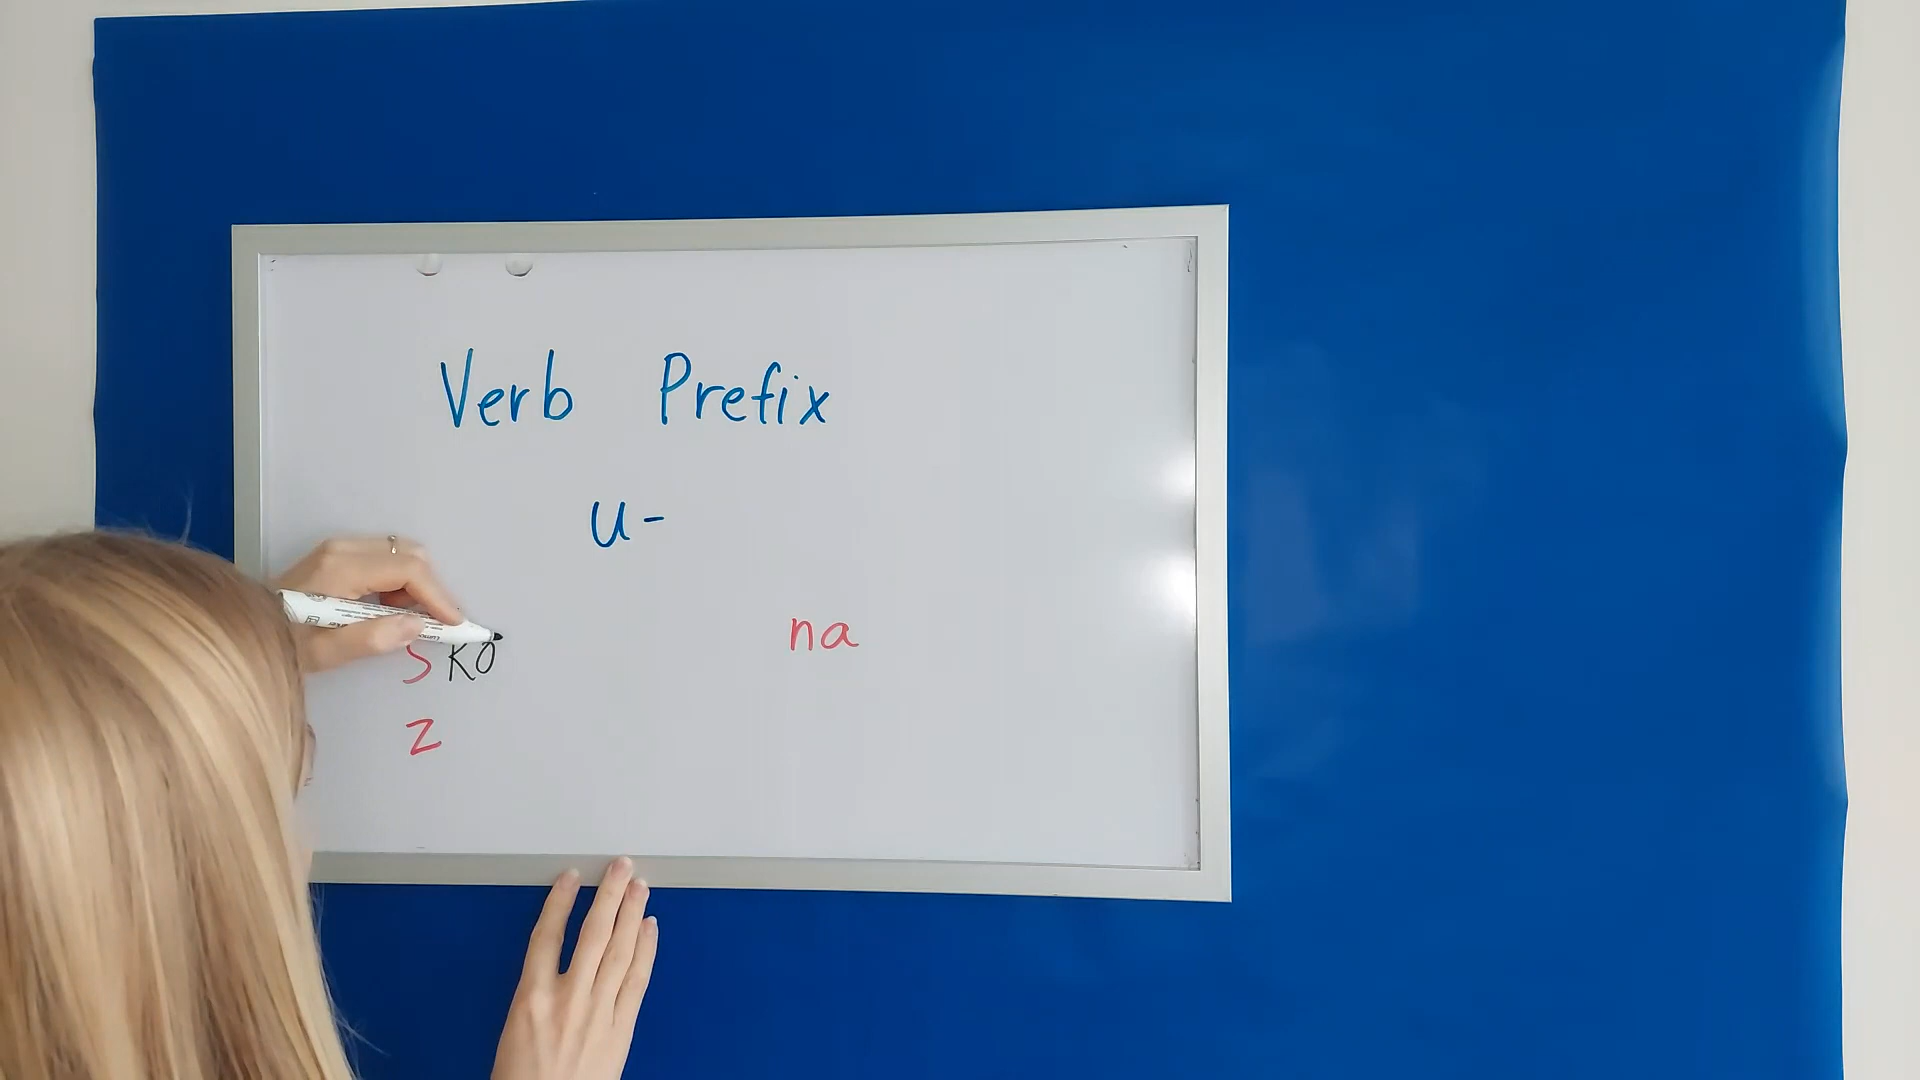 Verb Prefix
u-
na
sko
z